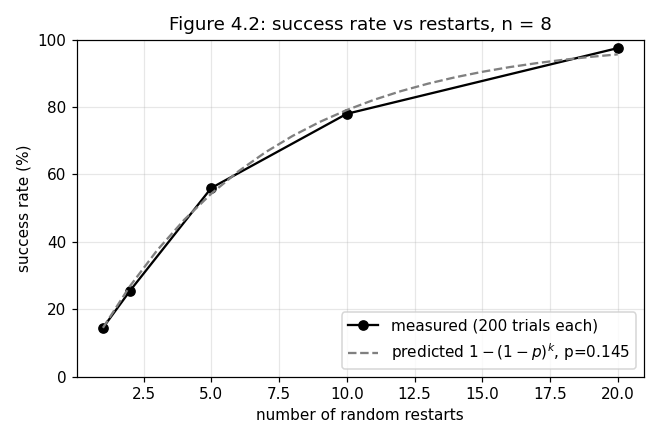 Figure 4.2: success rate vs restarts, n = 8
100
80
60
40
20
0
success rate (%)
measured (200 trials each)
predicted 1 − (1 − p)^k, p=0.145
2.5 5.0 7.5 10.0 12.5 15.0 17.5 20.0
number of random restarts